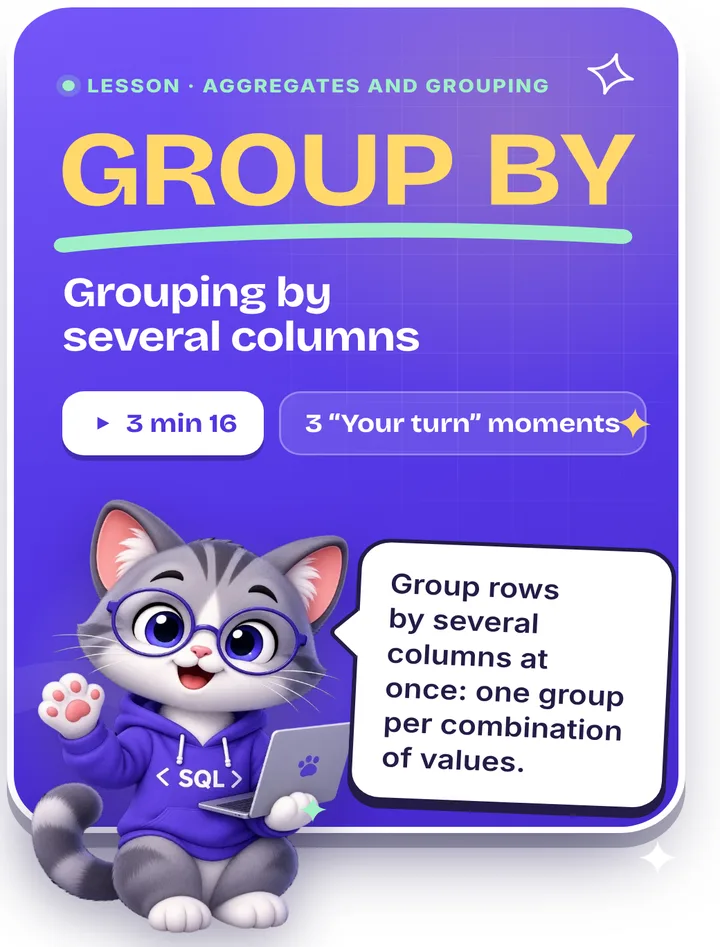 LESSON · AGGREGATES AND GROUPING
GROUP BY
Grouping by
several columns
3 min 16
3 “Your turn” moments
Group rows
by several
columns at
once: one group
per combination
of values.
< SQL >